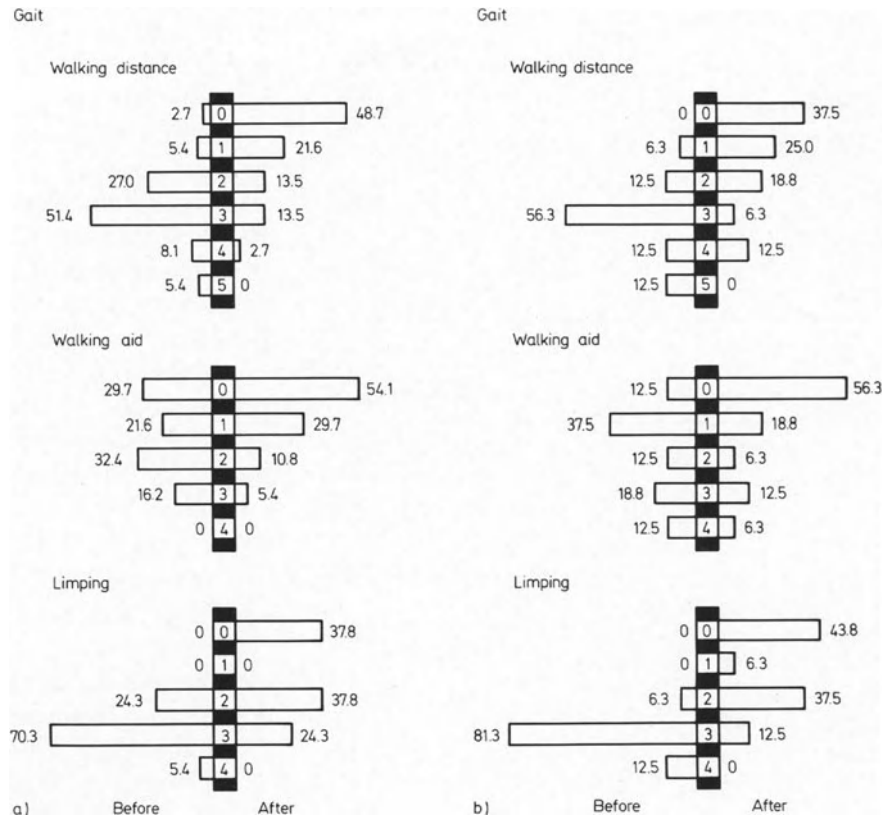 Gait
Walking distance
2.7 0 48.7
5.4 1 21.6
27.0 2 13.5
51.4 3 13.5
8.1 4 2.7
5.4 5 0
Walking aid
29.7 0 54.1
21.6 1 29.7
32.4 2 10.8
16.2 3 5.4
0 4 0
Limping
0 0 37.8
0 1 0
24.3 2 37.8
70.3 3 24.3
5.4 4 0
a) Before After
Gait
Walking distance
0 0 37.5
6.3 1 25.0
12.5 2 18.8
56.3 3 6.3
12.5 4 12.5
12.5 5 0
Walking aid
12.5 0 56.3
37.5 1 18.8
12.5 2 6.3
18.8 3 12.5
12.5 4 6.3
Limping
0 0 43.8
0 1 6.3
6.3 2 37.5
81.3 3 12.5
12.5 4 0
b) Before After